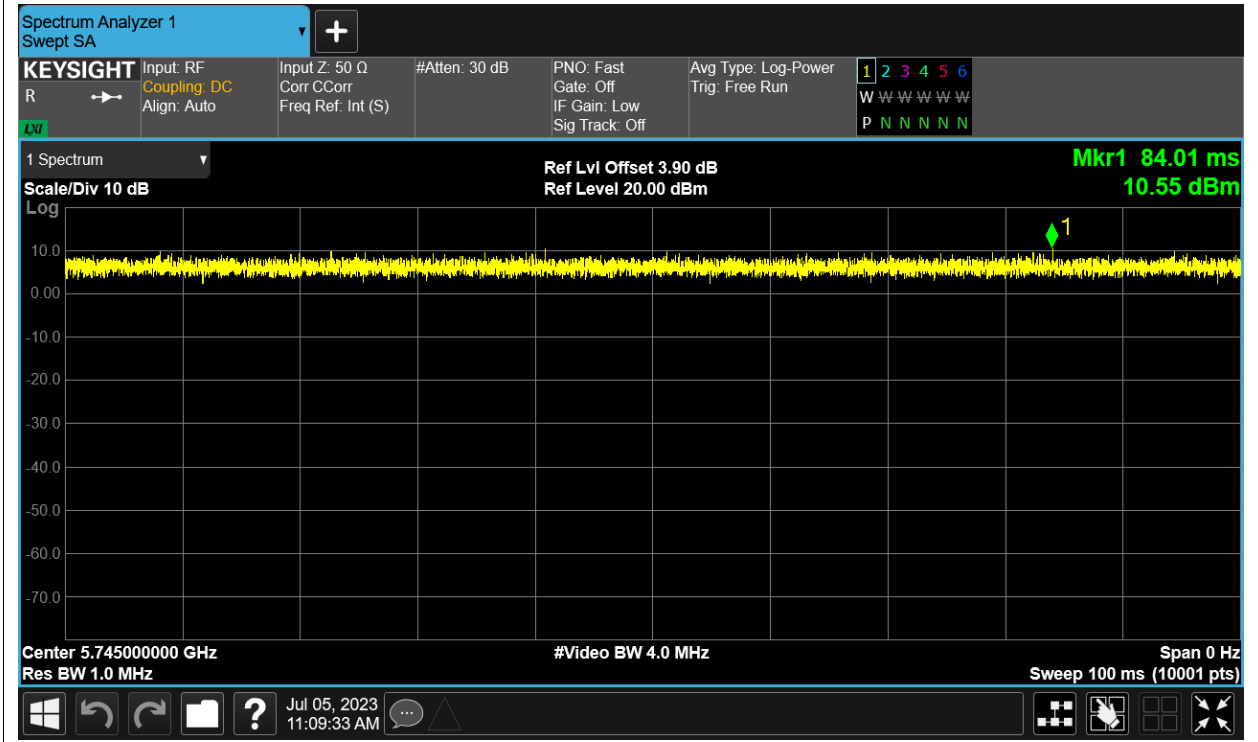 Spectrum Analyzer 1
Swept SA
+
KEYSIGHT
R
LXI
Input: RF
Coupling: DC
Align: Auto
Input Z: 50 Ω
Corr CCorr
Freq Ref: Int (S)
#Atten: 30 dB
PNO: Fast
Gate: Off
IF Gain: Low
Sig Track: Off
Avg Type: Log-Power
Trig: Free Run
1 2 3 4 5 6
W W W W W W
P N N N N N
1 Spectrum
Scale/Div 10 dB
Log
Ref Lvl Offset 3.90 dB
Ref Level 20.00 dBm
Mkr1 84.01 ms
10.55 dBm
1
10.0
0.00
-10.0
-20.0
-30.0
-40.0
-50.0
-60.0
-70.0
Center 5.745000000 GHz
Res BW 1.0 MHz
#Video BW 4.0 MHz
Span 0 Hz
Sweep 100 ms (10001 pts)
?
Jul 05, 2023
11:09:33 AM